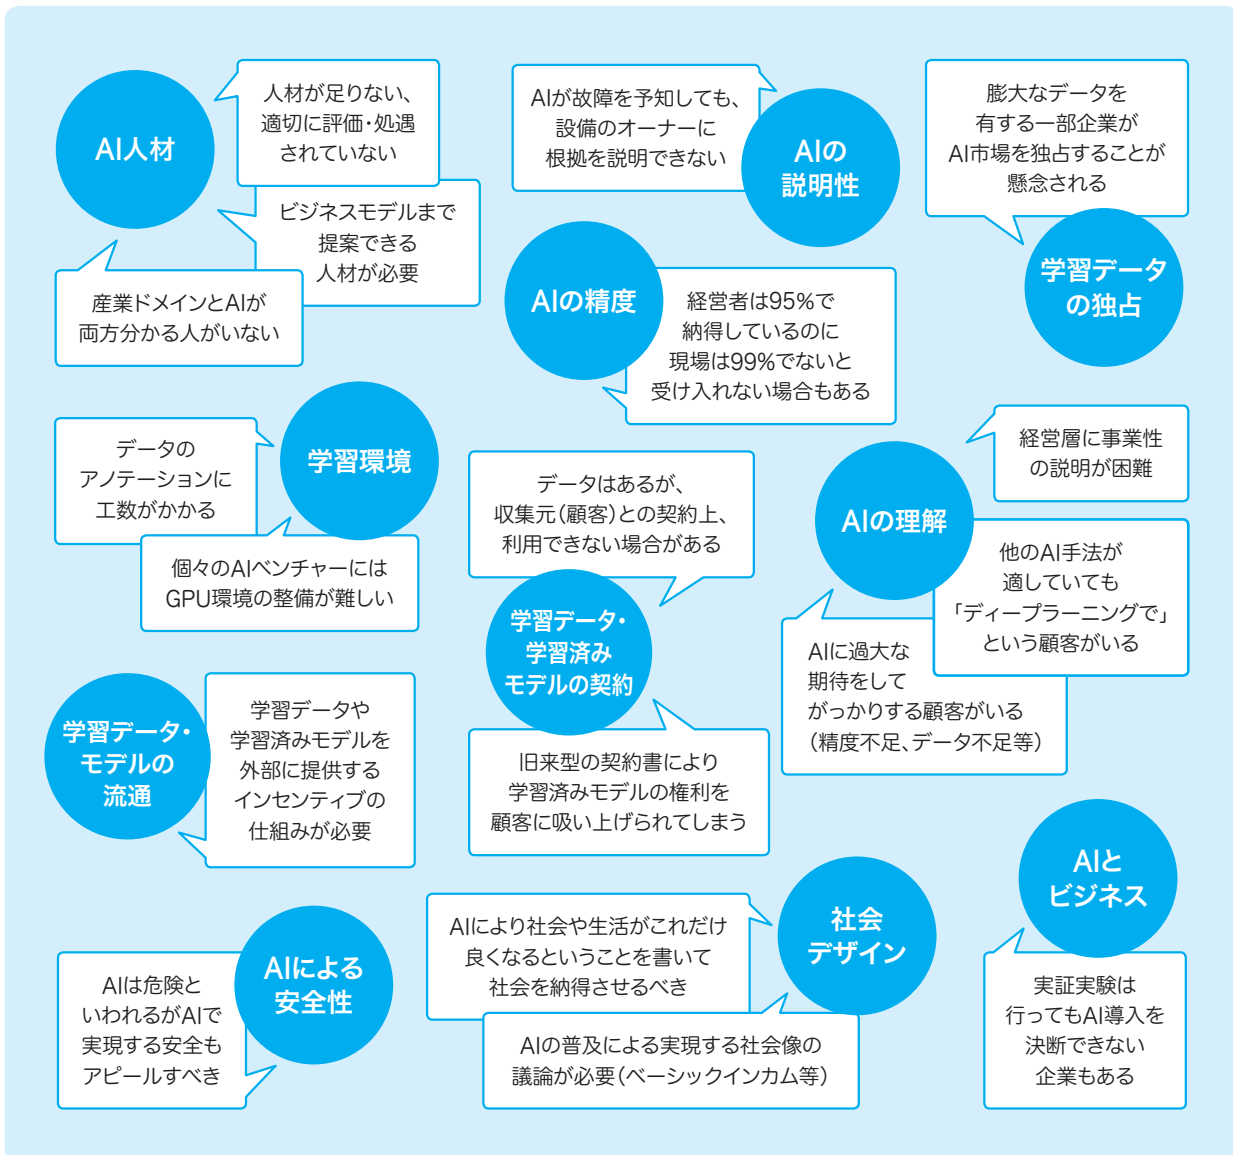 AI人材
人材が足りない、
適切に評価・処遇
されていない
ビジネスモデルまで
提案できる
人材が必要
産業ドメインとAIが
両方分かる人がいない
AIが故障を予知しても、
設備のオーナーに
根拠を説明できない
AIの
説明性
膨大なデータを
有する一部企業が
AI市場を独占することが
懸念される
学習データ
の独占
AIの精度
経営者は95%で
納得しているのに
現場は99%でないと
受け入れない場合もある
学習環境
データの
アノテーションに
工数がかかる
個々のAIベンチャーには
GPU環境の整備が難しい
データはあるが、
収集元(顧客)との契約上、
利用できない場合がある
学習データ・
学習済み
モデルの契約
旧来型の契約書により
学習済みモデルの権利を
顧客に吸い上げられてしまう
AIの理解
経営層に事業性
の説明が困難
他のAI手法が
適していても
「ディープラーニングで」
という顧客がいる
AIに過大な
期待をして
がっかりする顧客がいる
(精度不足、データ不足等)
学習データ・
モデルの
流通
学習データや
学習済みモデルを
外部に提供する
インセンティブの
仕組みが必要
AIによる
安全性
AIは危険と
いわれるがAIで
実現する安全も
アピールすべき
社会
デザイン
AIにより社会や生活がこれだけ
良くなるということを書いて
社会を納得させるべき
AIの普及による実現する社会像の
議論が必要(ベーシックインカム等)
AIと
ビジネス
実証実験は
行ってもAI導入を
決断できない
企業もある